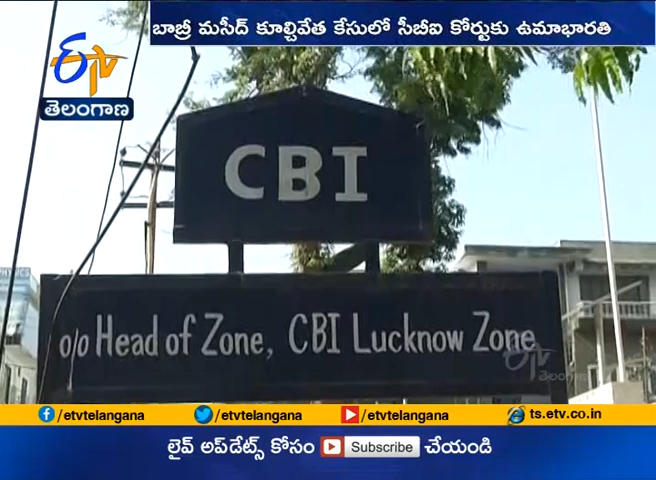 బాబ్రీ మసీద్ కూల్చివేత కేసులో సీబీఐ కోర్టుకు ఉమాభారతి
ETV
తెలంగాణ
CBI
o/o Head of Zone, CBI Lucknow Zone
ETV
తెలంగాణ
/etvtelangana /etvtelangana /etvtelangana ts.etv.co.in
లైవ్ అప్‌డేట్స్ కోసం Subscribe చేయండి